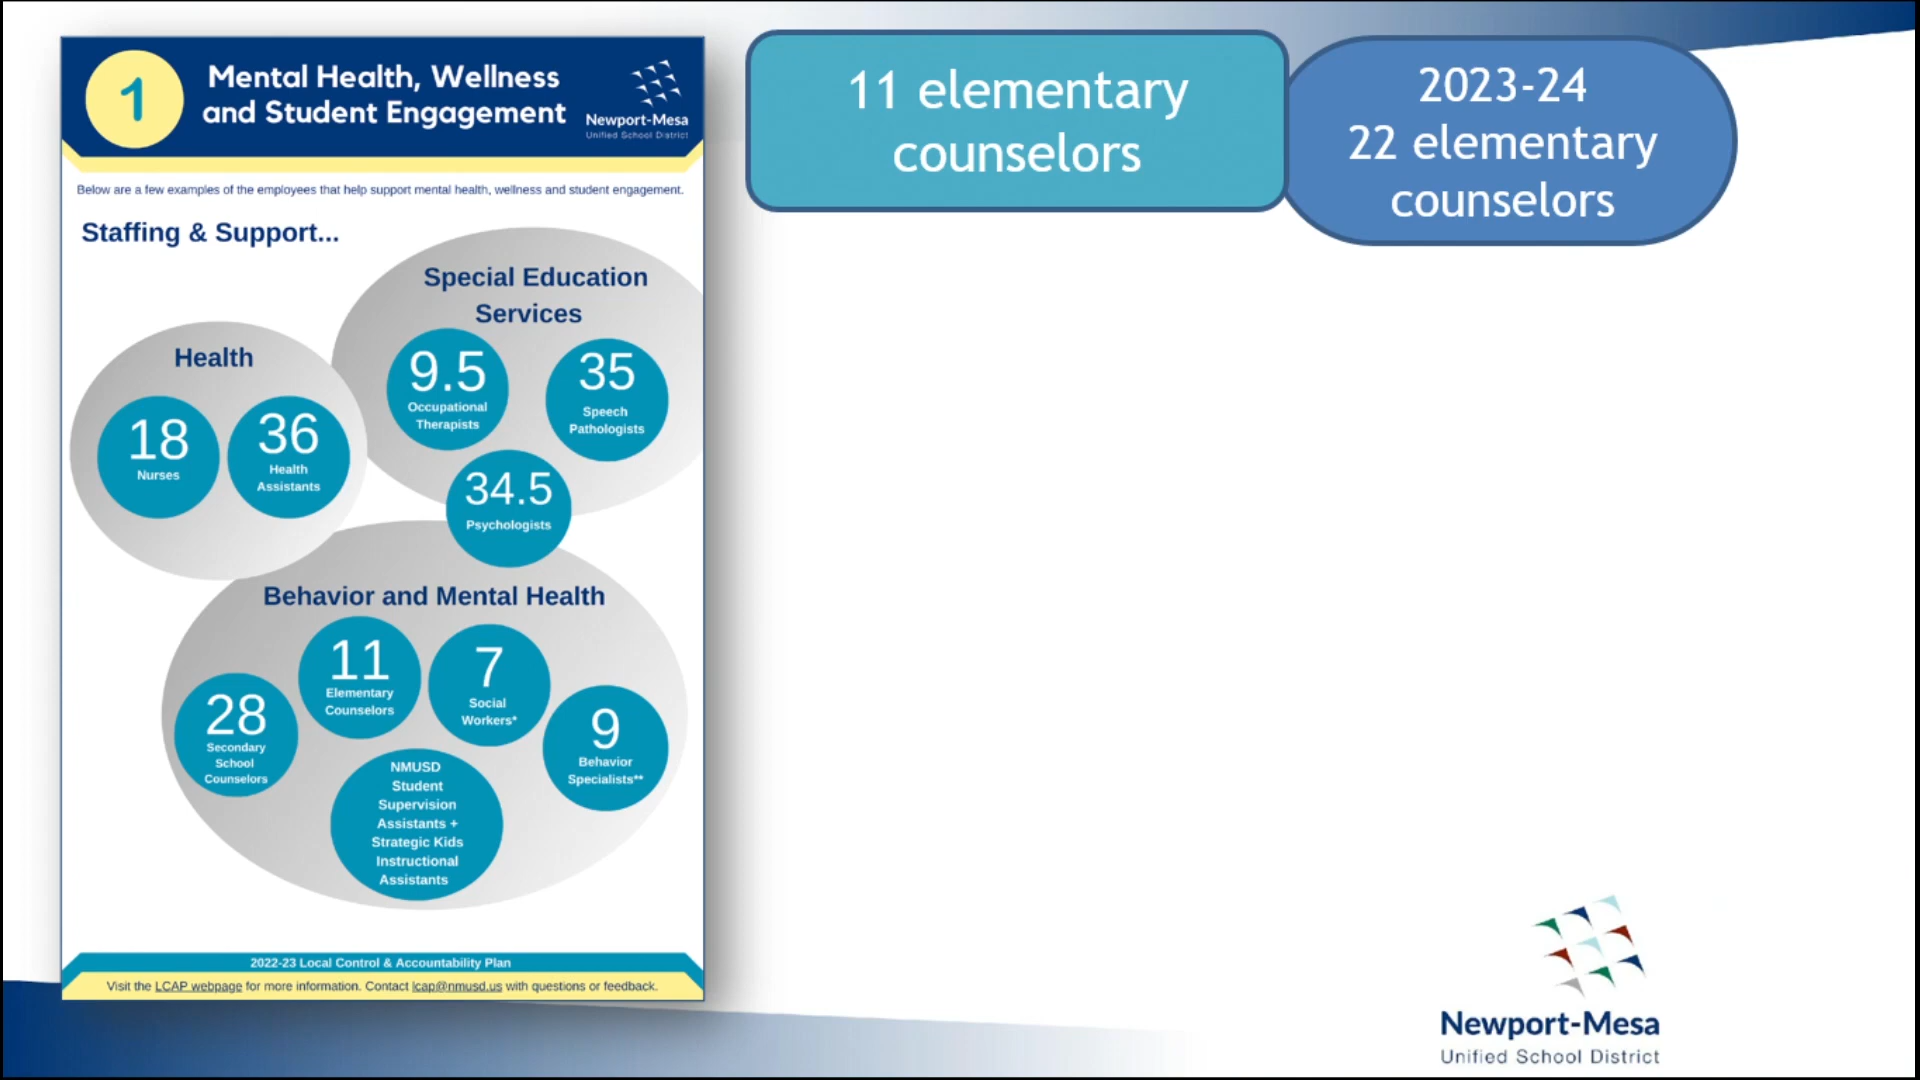 1
Mental Health, Wellness
and Student Engagement
Newport-Mesa
Unified School District
Below are a few examples of the employees that help support mental health, wellness and student engagement.
Staffing & Support...
Special Education
Services
9.5
Occupational
Therapists
35
Speech
Pathologists
34.5
Psychologists
Health
18
Nurses
36
Health
Assistants
Behavior and Mental Health
28
Secondary
School
Counselors
11
Elementary
Counselors
7
Social
Workers*
9
Behavior
Specialists**
NMUSD
Student
Supervision
Assistants +
Strategic Kids
Instructional
Assistants
2022-23 Local Control & Accountability Plan
Visit the LCAP webpage for more information. Contact lcap@nmusd.us with questions or feedback.
11 elementary
counselors
2023-24
22 elementary
counselors
Newport-Mesa
Unified School District